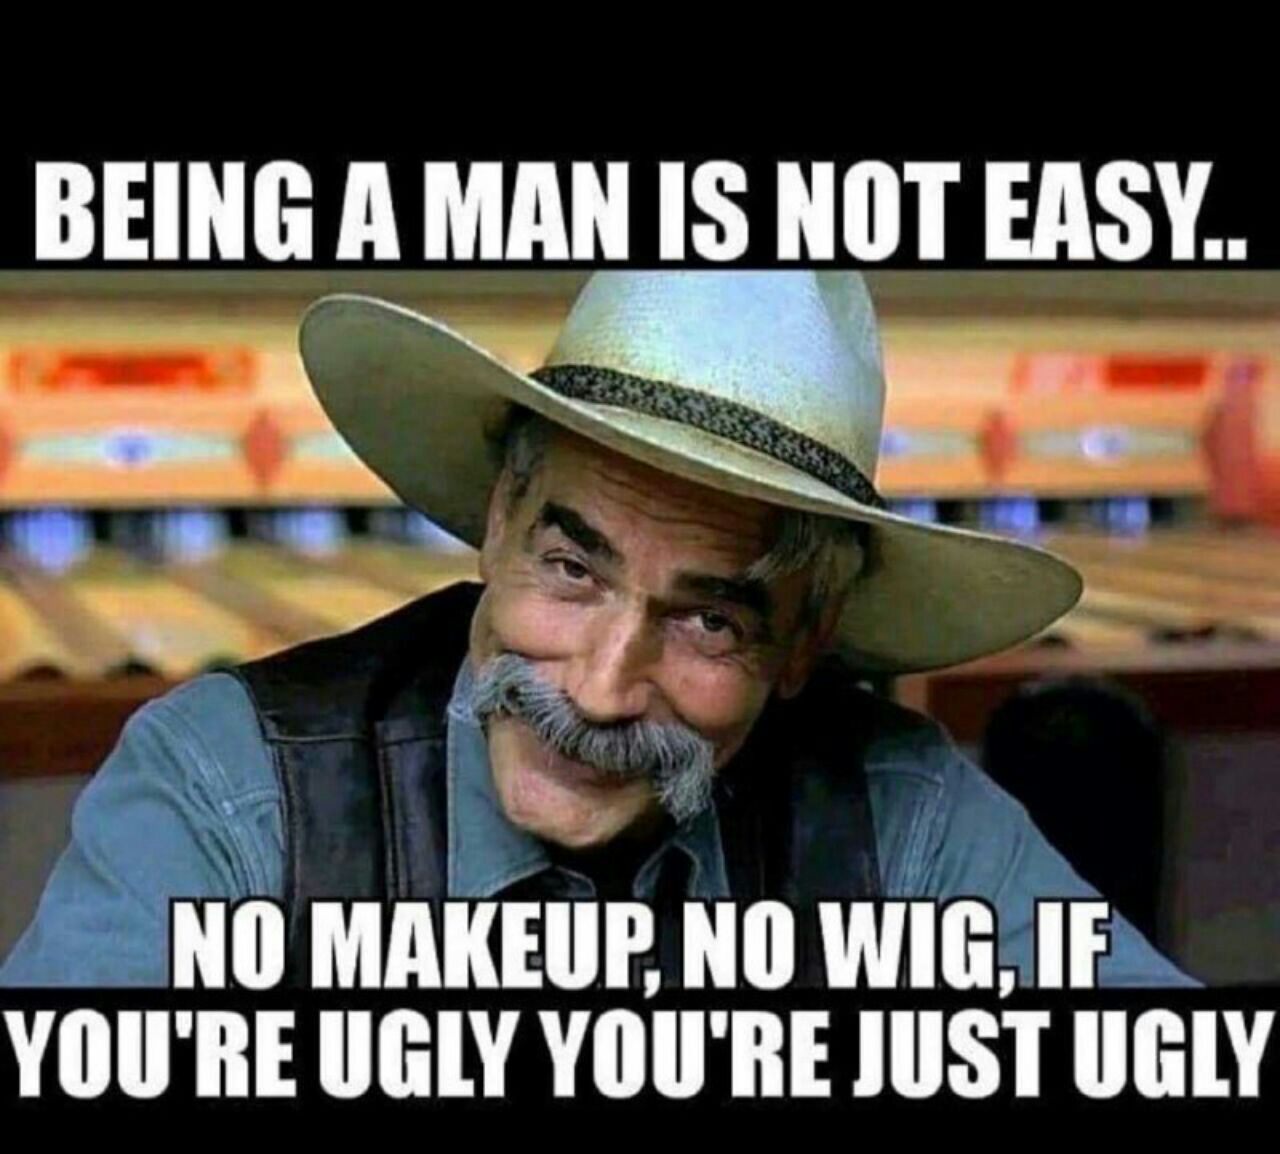 BEING A MAN IS NOT EASY..
NO MAKEUP, NO WIG, IF
YOU'RE UGLY YOU'RE JUST UGLY